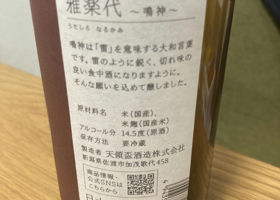 雅楽代 ～鳴神～
うたしろ なるかみ
鳴神は「雷」を意味する大和言葉
です。雷のように鋭く、切れ味の
良い食中酒になりますように。
そんな願いを込めて醸しました。
原材料名 米(国産)、
米麹(国産米)
アルコール分 14.5度(原酒)
保存方法 要冷蔵
製造者 天領盃酒造株式会社
新潟県佐渡市加茂歌代458
商品情報、
公式SNSは
こちらから